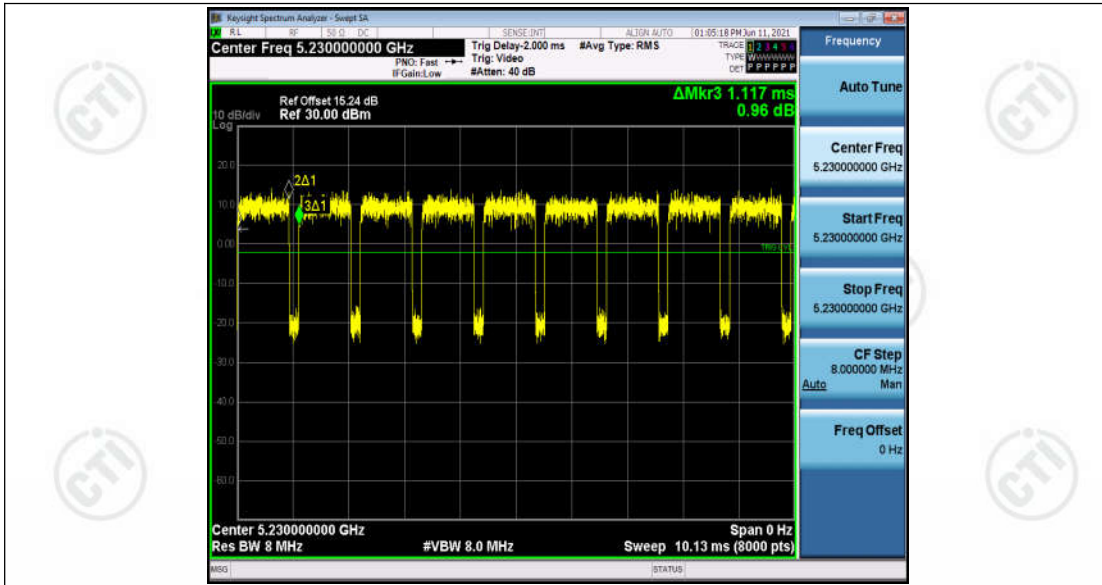 Keysight Spectrum Analyzer - Swept SA
RL RF 50 Ω DC SENSE:INT ALIGN AUTO 01:05:18 PM Jun 11, 2021
Center Freq 5.230000000 GHz
PNO: Fast
IFGain:Low
Trig Delay-2.000 ms
Trig: Video
#Atten: 40 dB
#Avg Type: RMS
TRACE 1 2 3 4 5 6
TYPE WWWWWW
DET P P P P P P
ΔMkr3 1.117 ms
0.96 dB
Ref Offset 15.24 dB
Ref 30.00 dBm
10 dB/div
Log
20.0
10.0
0.00
-10.0
-20.0
-30.0
-40.0
-50.0
-60.0
2Δ1
3Δ1
TRIG LVL
Center 5.230000000 GHz
Span 0 Hz
Res BW 8 MHz
#VBW 8.0 MHz
Sweep 10.13 ms (8000 pts)
MSG
STATUS
Frequency
Auto Tune
Center Freq
5.230000000 GHz
Start Freq
5.230000000 GHz
Stop Freq
5.230000000 GHz
CF Step
8.000000 MHz
Auto Man
Freq Offset
0 Hz
CTI
CTI
CTI
CTI